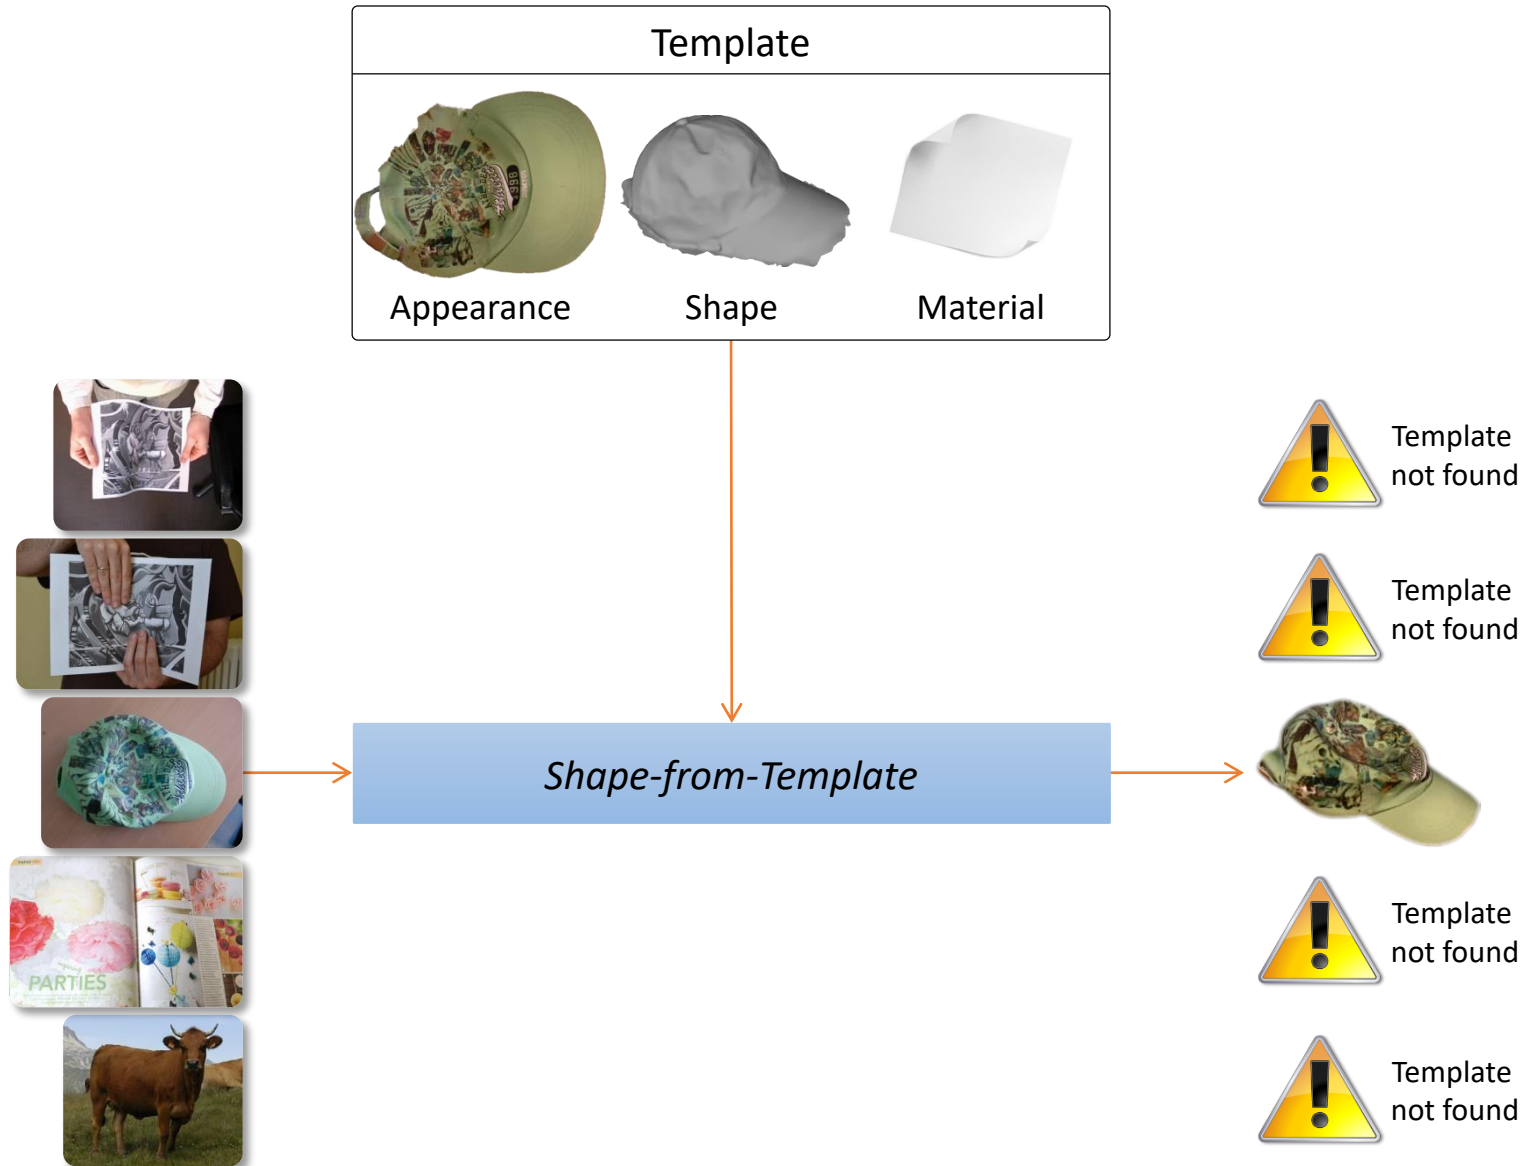 Template
Appearance
Shape
Material
Template
not found
Template
not found
Shape-from-Template
PARTIES
Template
not found
Template
not found